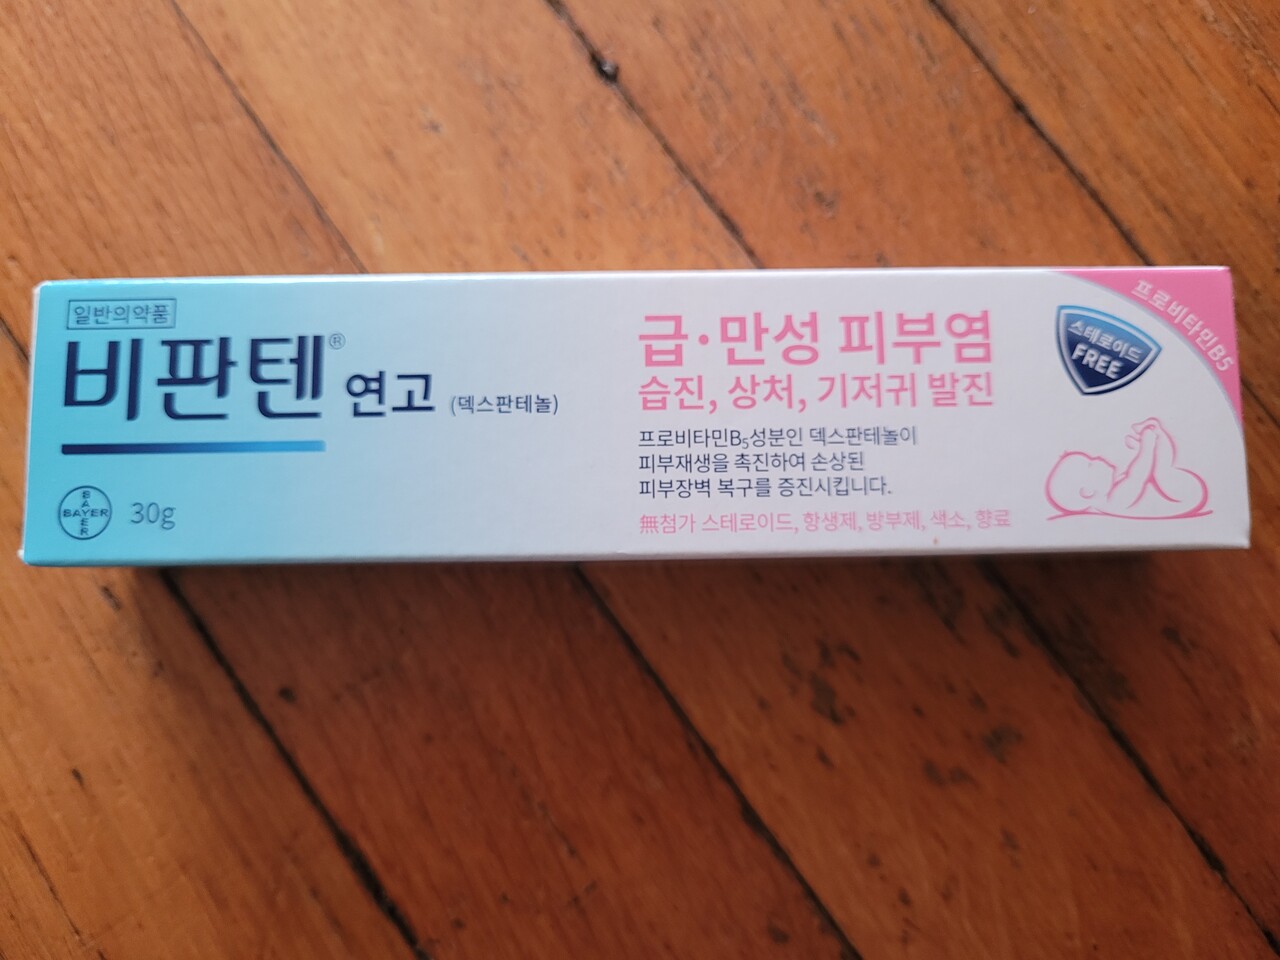 일반의약품
비판텐® 연고 (덱스판테놀)
BAYER
BAYER
30g
급·만성 피부염
습진, 상처, 기저귀 발진
프로비타민B₅성분인 덱스판테놀이
피부재생을 촉진하여 손상된
피부장벽 복구를 증진시킵니다.
無첨가 스테로이드, 항생제, 방부제, 색소, 향료
스테로이드
FREE
프로비타민B5